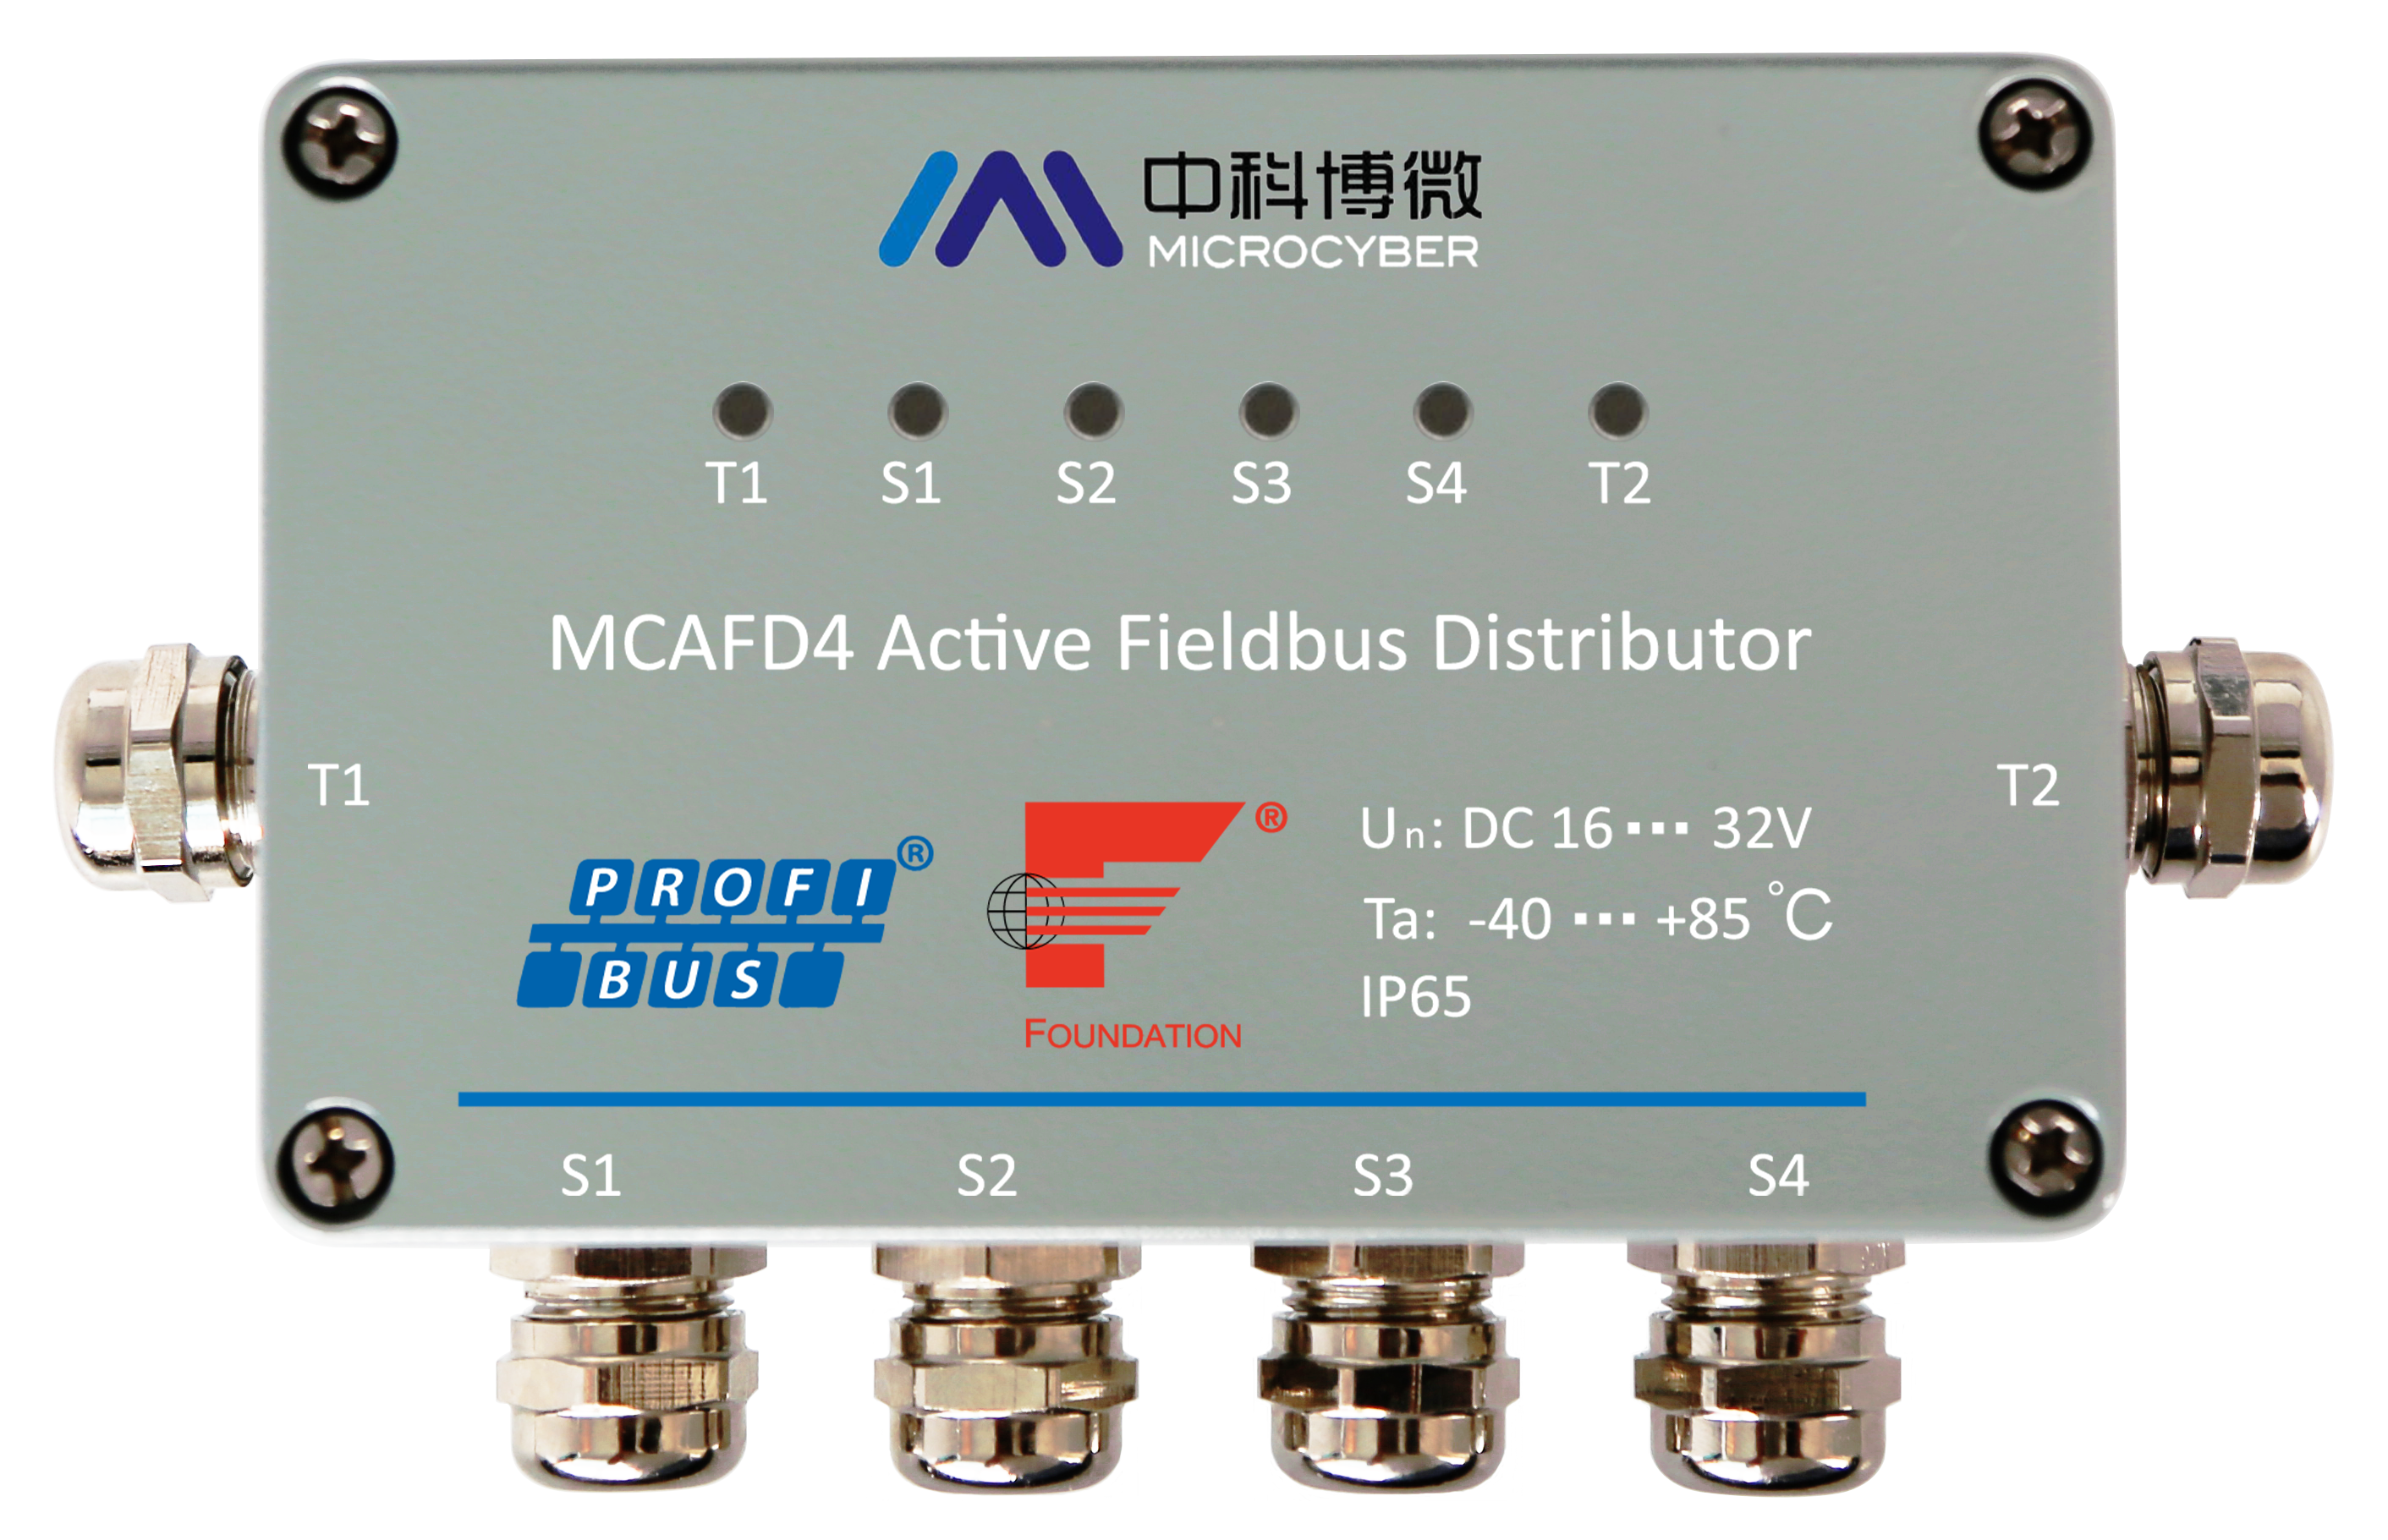 中科博微
MICROCYBER
T1 S1 S2 S3 S4 T2
MCAFD4 Active Fieldbus Distributor
T1
T2
PROFI®
BUS
®
FOUNDATION
Un: DC 16··· 32V
Ta: -40 ··· +85 °C
IP65
S1 S2 S3 S4